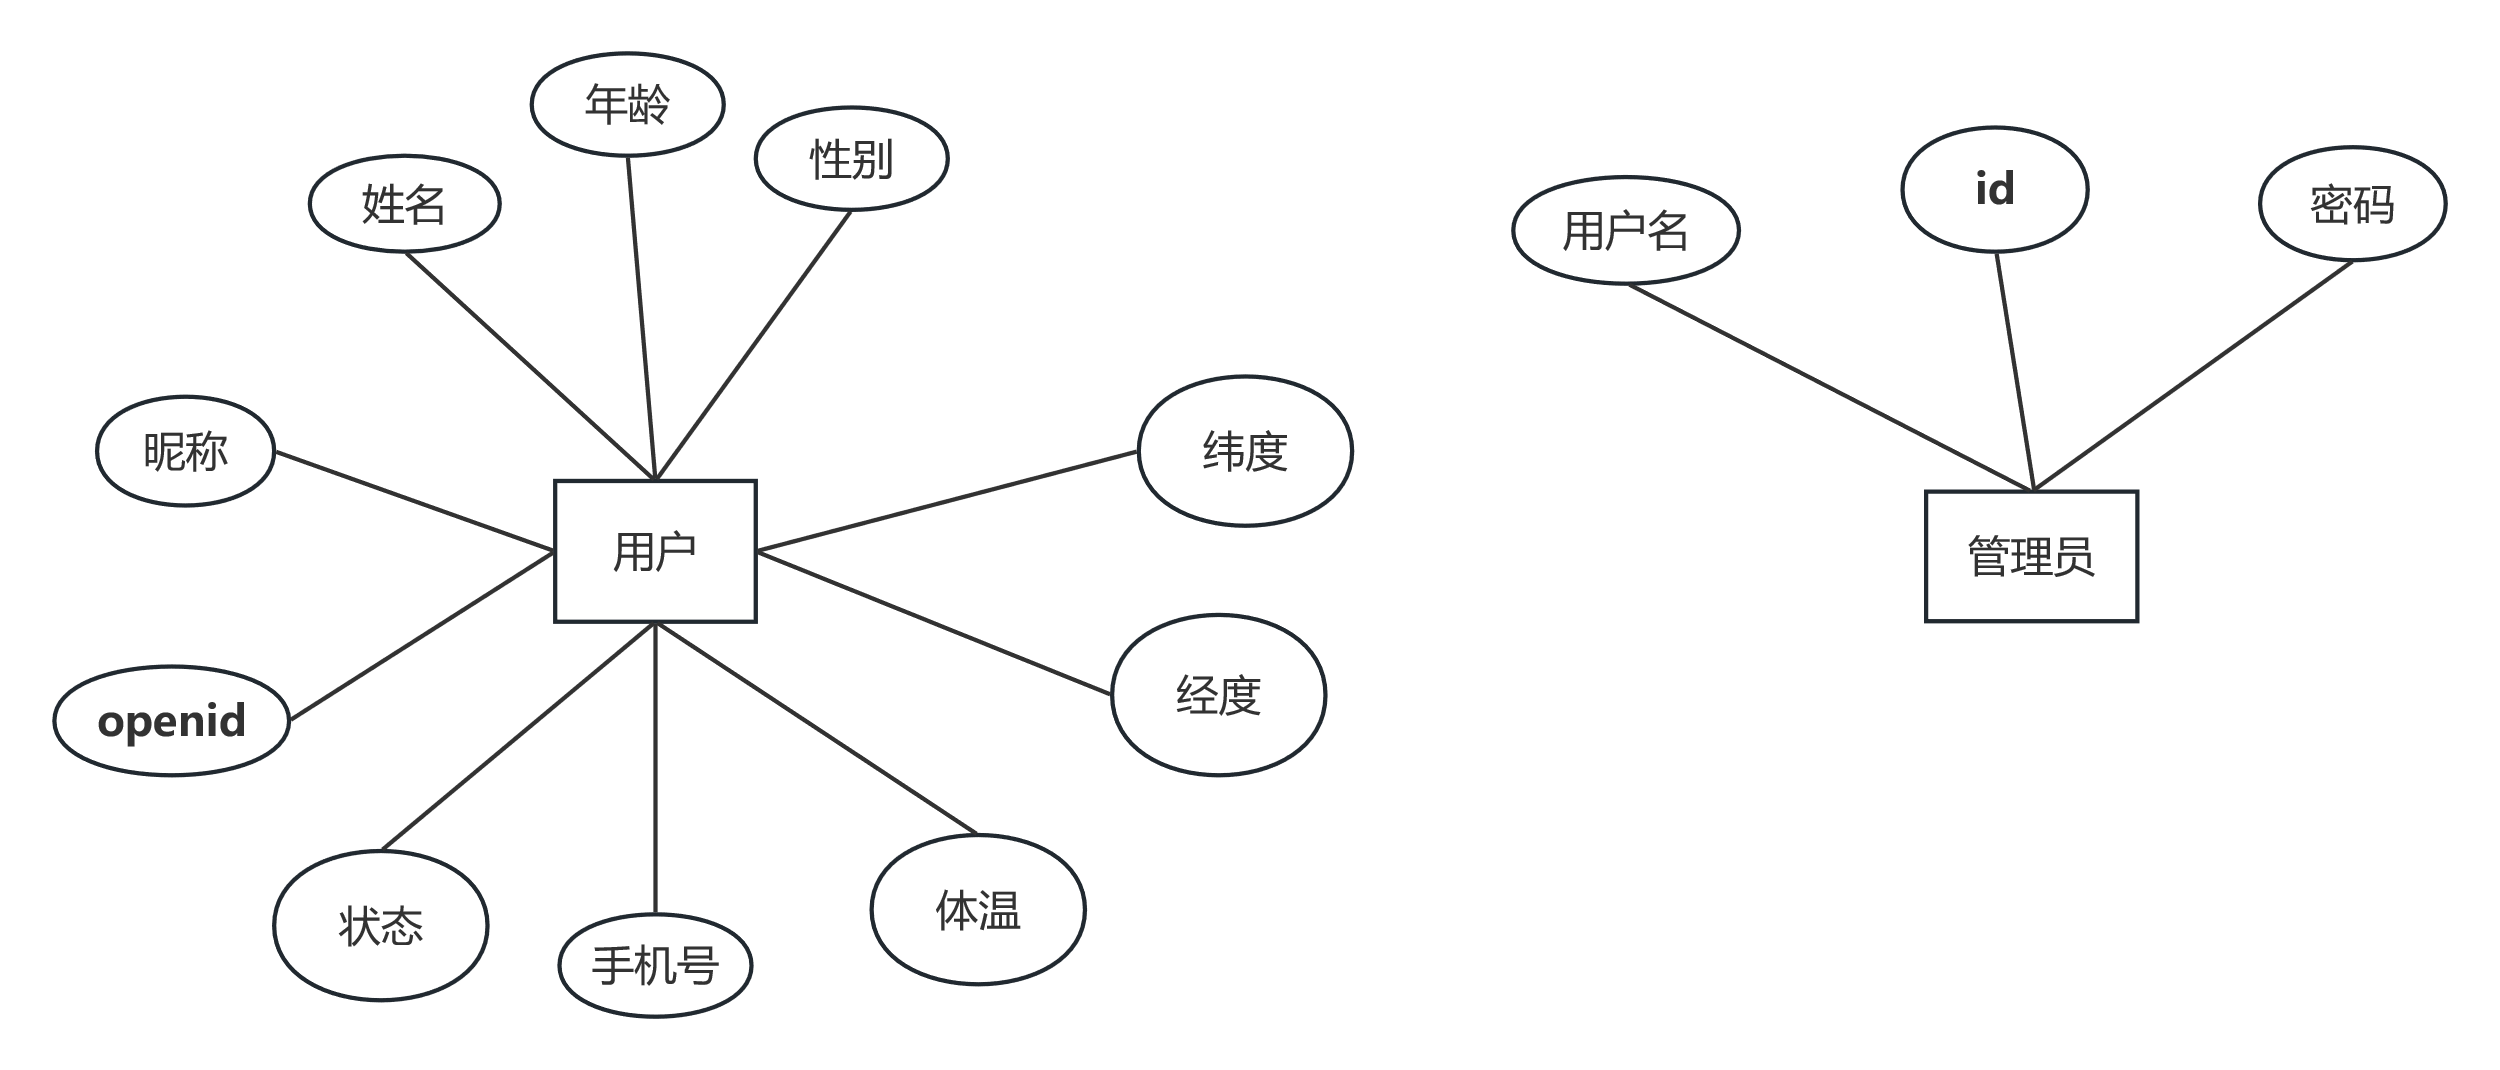 年龄
性别
姓名
昵称
纬度
用户
经度
openid
状态
手机号
体温
id
用户名
密码
管理员